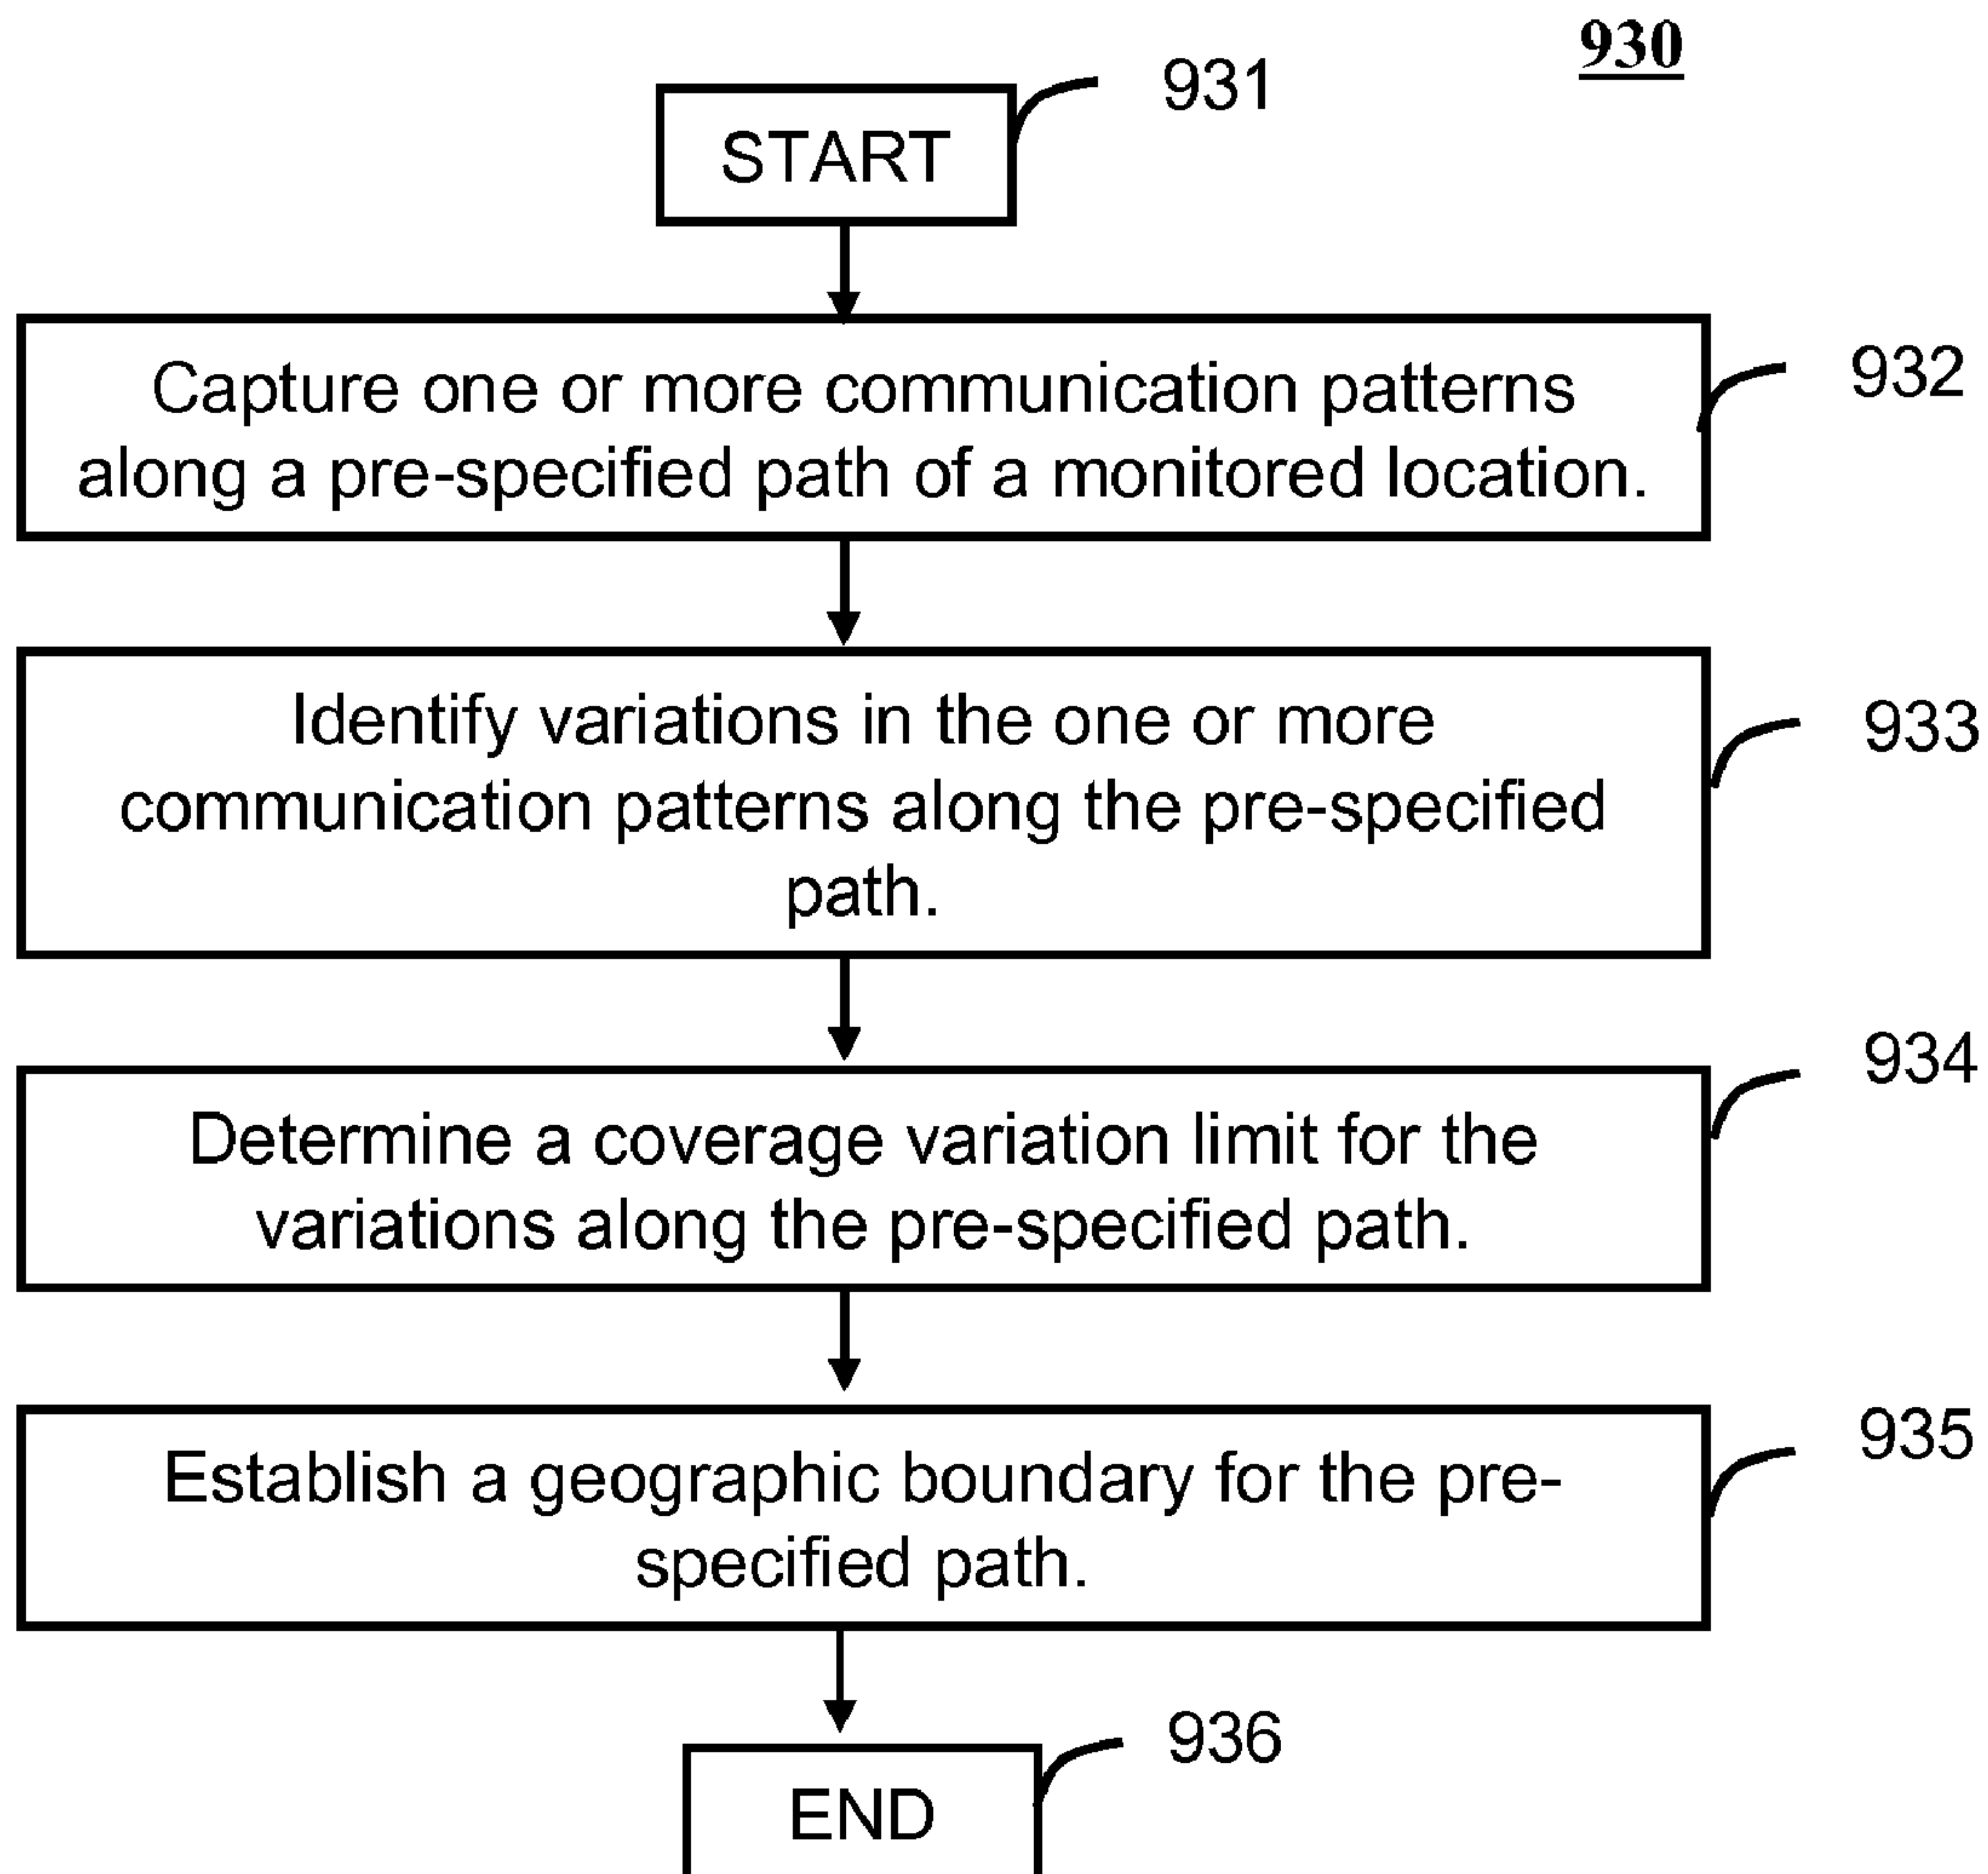 930
931
START
932
Capture one or more communication patterns
along a pre-specified path of a monitored location.
933
Identify variations in the one or more
communication patterns along the pre-specified
path.
934
Determine a coverage variation limit for the
variations along the pre-specified path.
935
Establish a geographic boundary for the pre-
specified path.
936
END